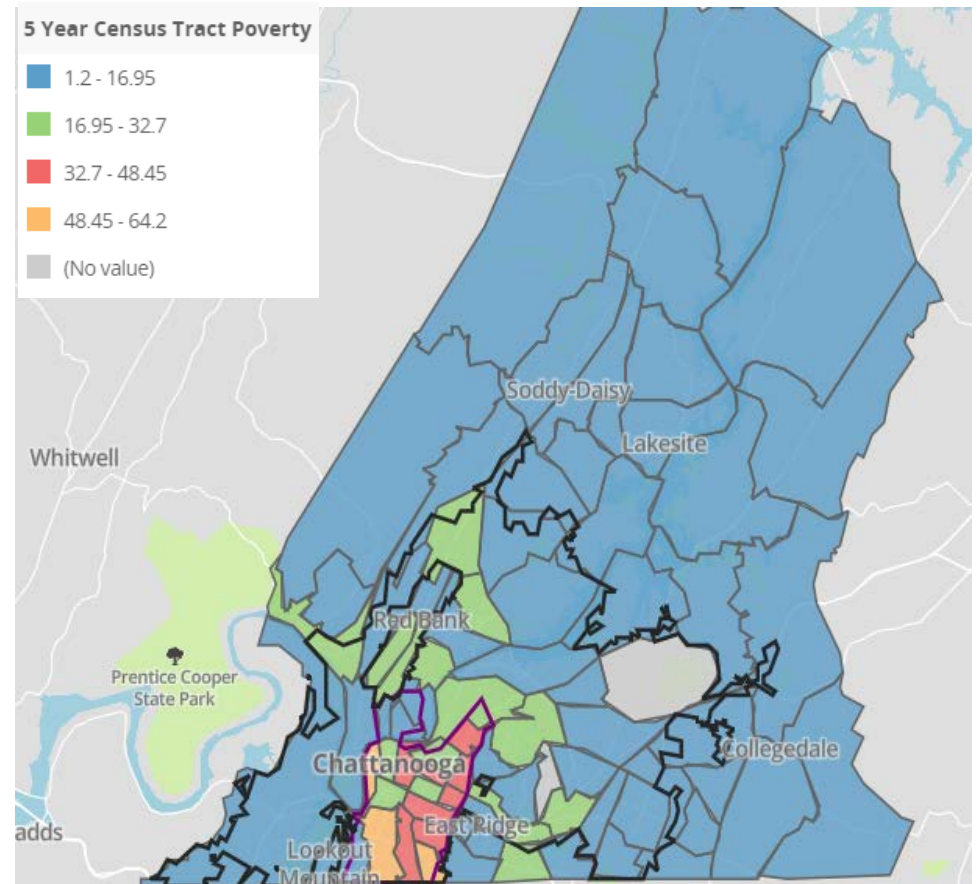 5 Year Census Tract Poverty
1.2 - 16.95
16.95 - 32.7
32.7 - 48.45
48.45 - 64.2
(No value)
Soddy-Daisy
Lakesite
Whitwell
Red Bank
Prentice Cooper
State Park
Collegedale
Chattanooga
East Ridge
adds
Lookout
Mountain